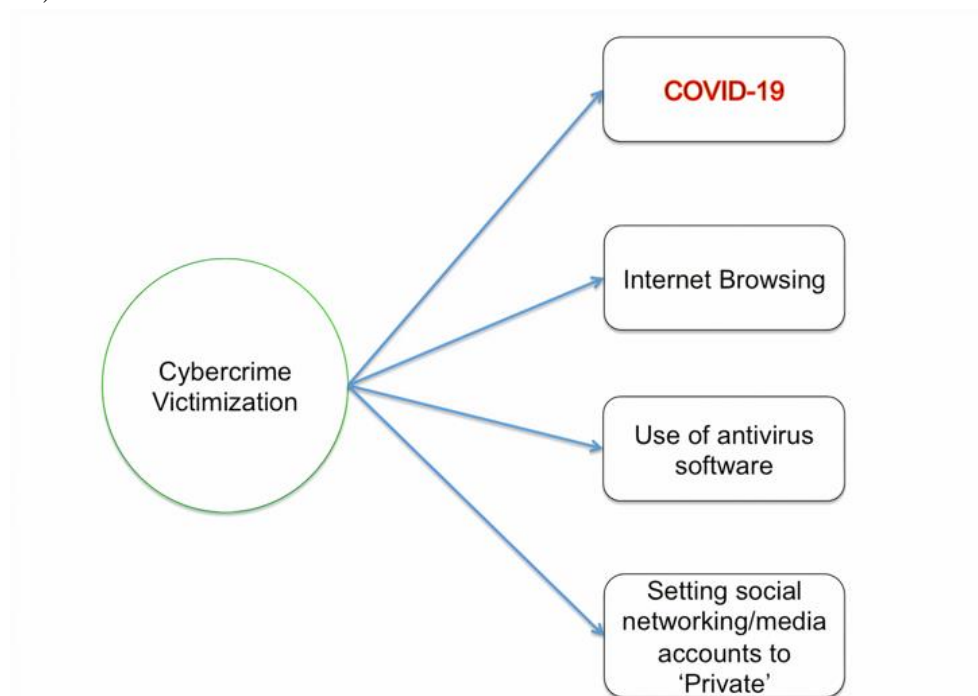 COVID-19
Internet Browsing
Cybercrime
Victimization
Use of antivirus
software
Setting social
networking/media
accounts to
‘Private’